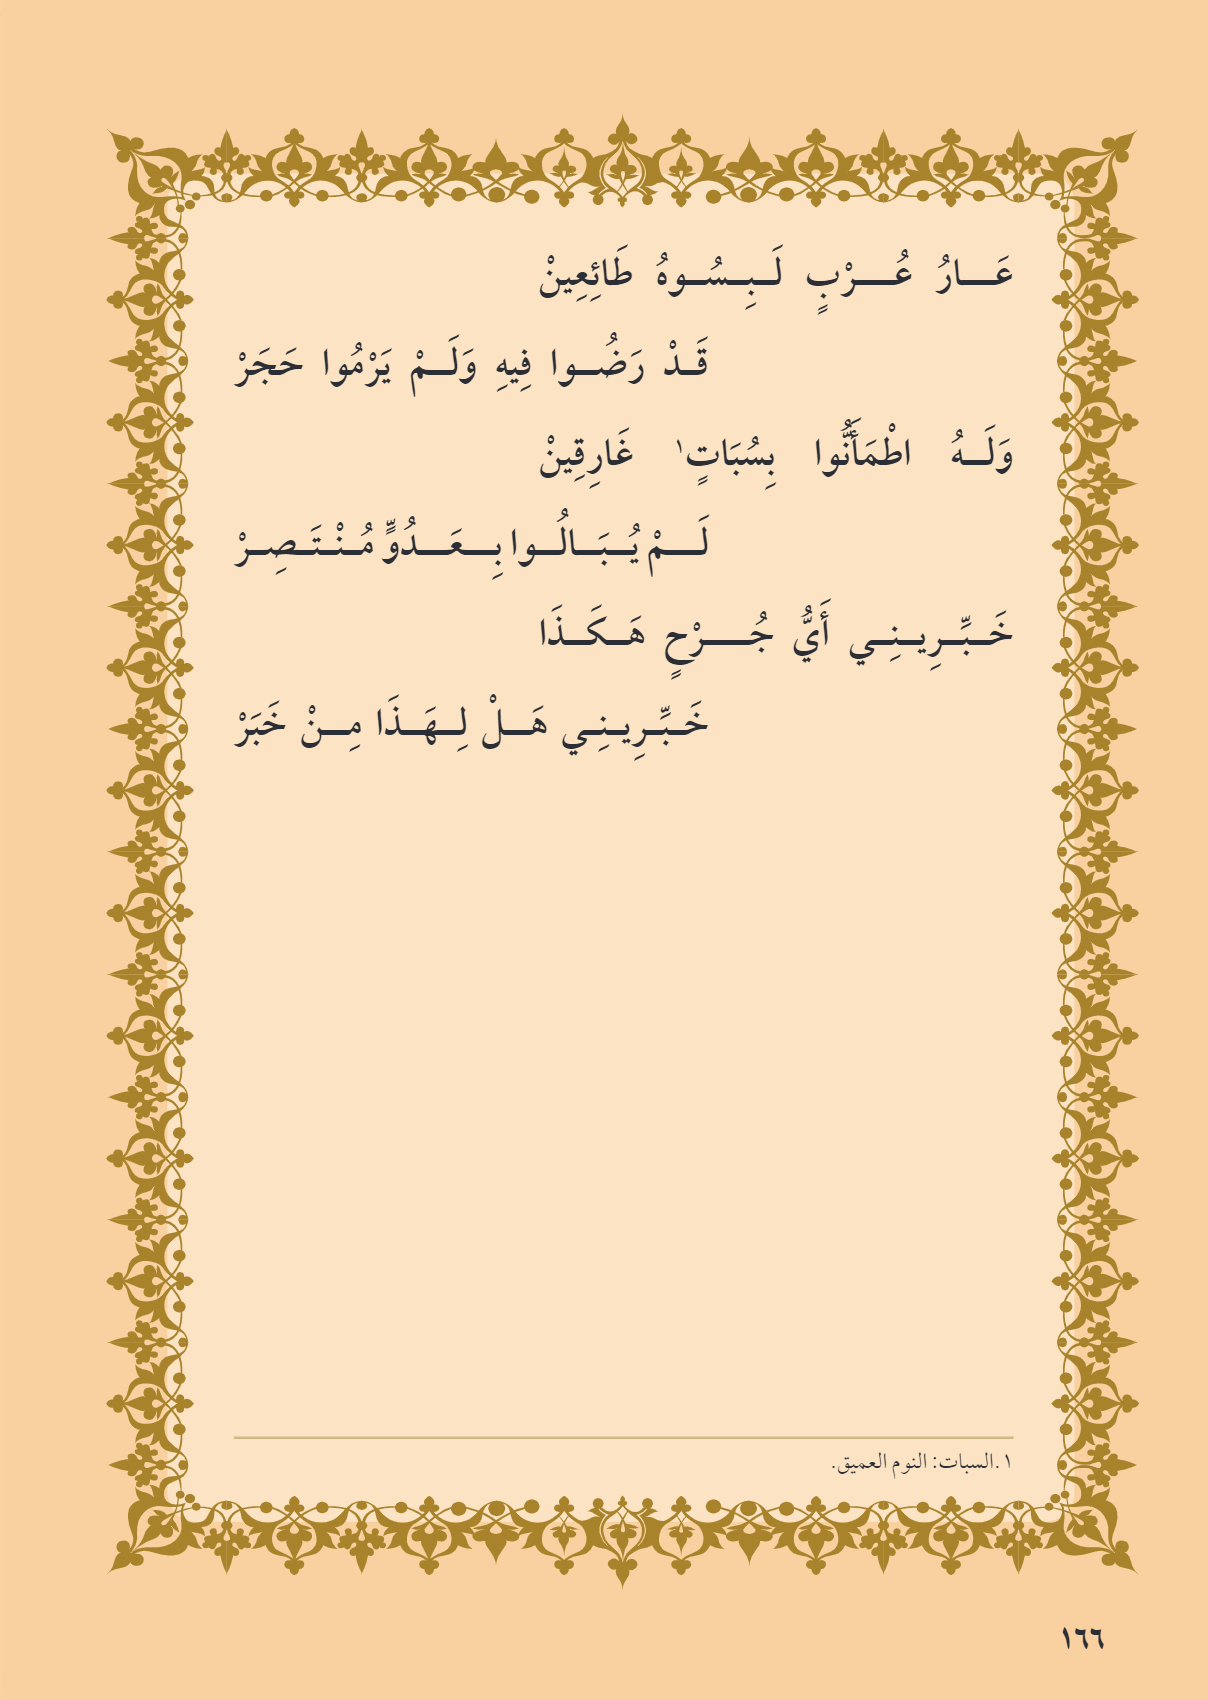 عَارُ عُرْبٍ لَبِسُوهُ طَائِعِينْ
قَدْ رَضُوا فِيهِ وَلَمْ يَرْمُوا حَجَرْ
وَلَهُ اطْمَأَنُّوا بِسُبَاتٍ١ غَارِقِينْ
لَمْ يُبَالُوا بِعَدُوٍّ مُنْتَصِرْ
خَبِّرِينِي أَيُّ جُرْحٍ هَكَذَا
خَبِّرِينِي هَلْ لِهَذَا مِنْ خَبَرْ
١.السبات: النوم العميق.
١٦٦